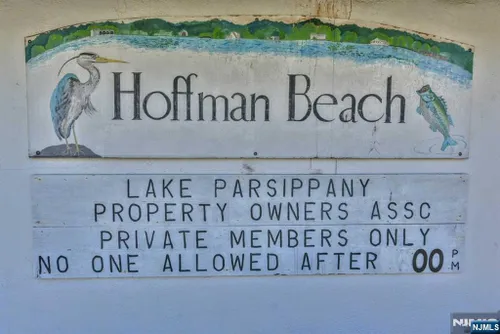 Hoffman Beach
LAKE PARSIPPANY
PROPERTY OWNERS ASSC
PRIVATE MEMBERS ONLY
NO ONE ALLOWED AFTER 00 PM
NJMLS